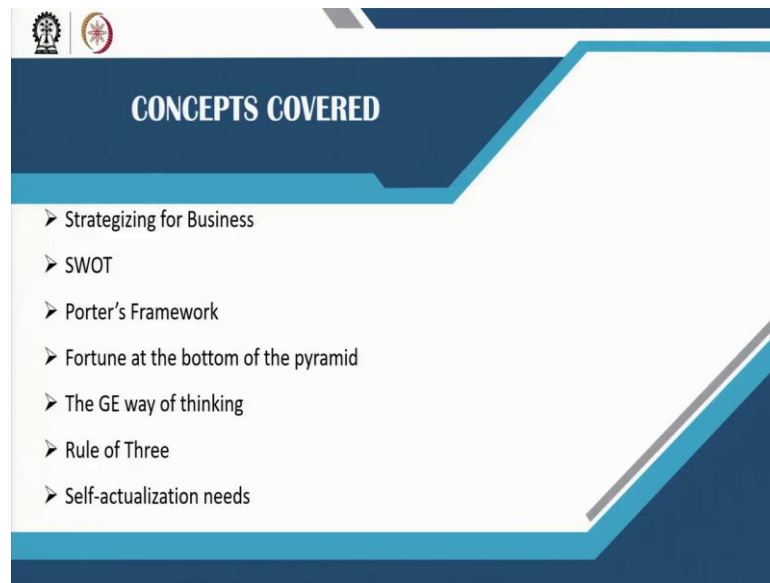 CONCEPTS COVERED
➤ Strategizing for Business
➤ SWOT
➤ Porter's Framework
➤ Fortune at the bottom of the pyramid
➤ The GE way of thinking
➤ Rule of Three
➤ Self-actualization needs